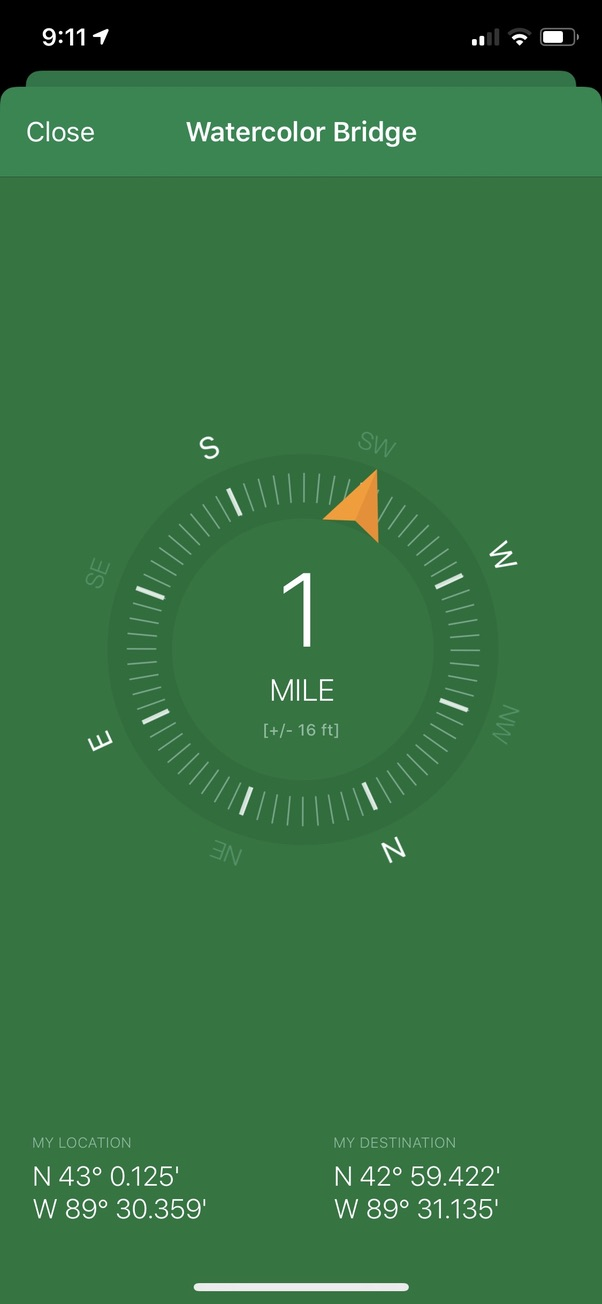 9:11
Close
Watercolor Bridge
S
SW
SE
W
1
MILE
[+/- 16 ft]
E
NW
NE
N
MY LOCATION
N 43° 0.125'
W 89° 30.359'
MY DESTINATION
N 42° 59.422'
W 89° 31.135'